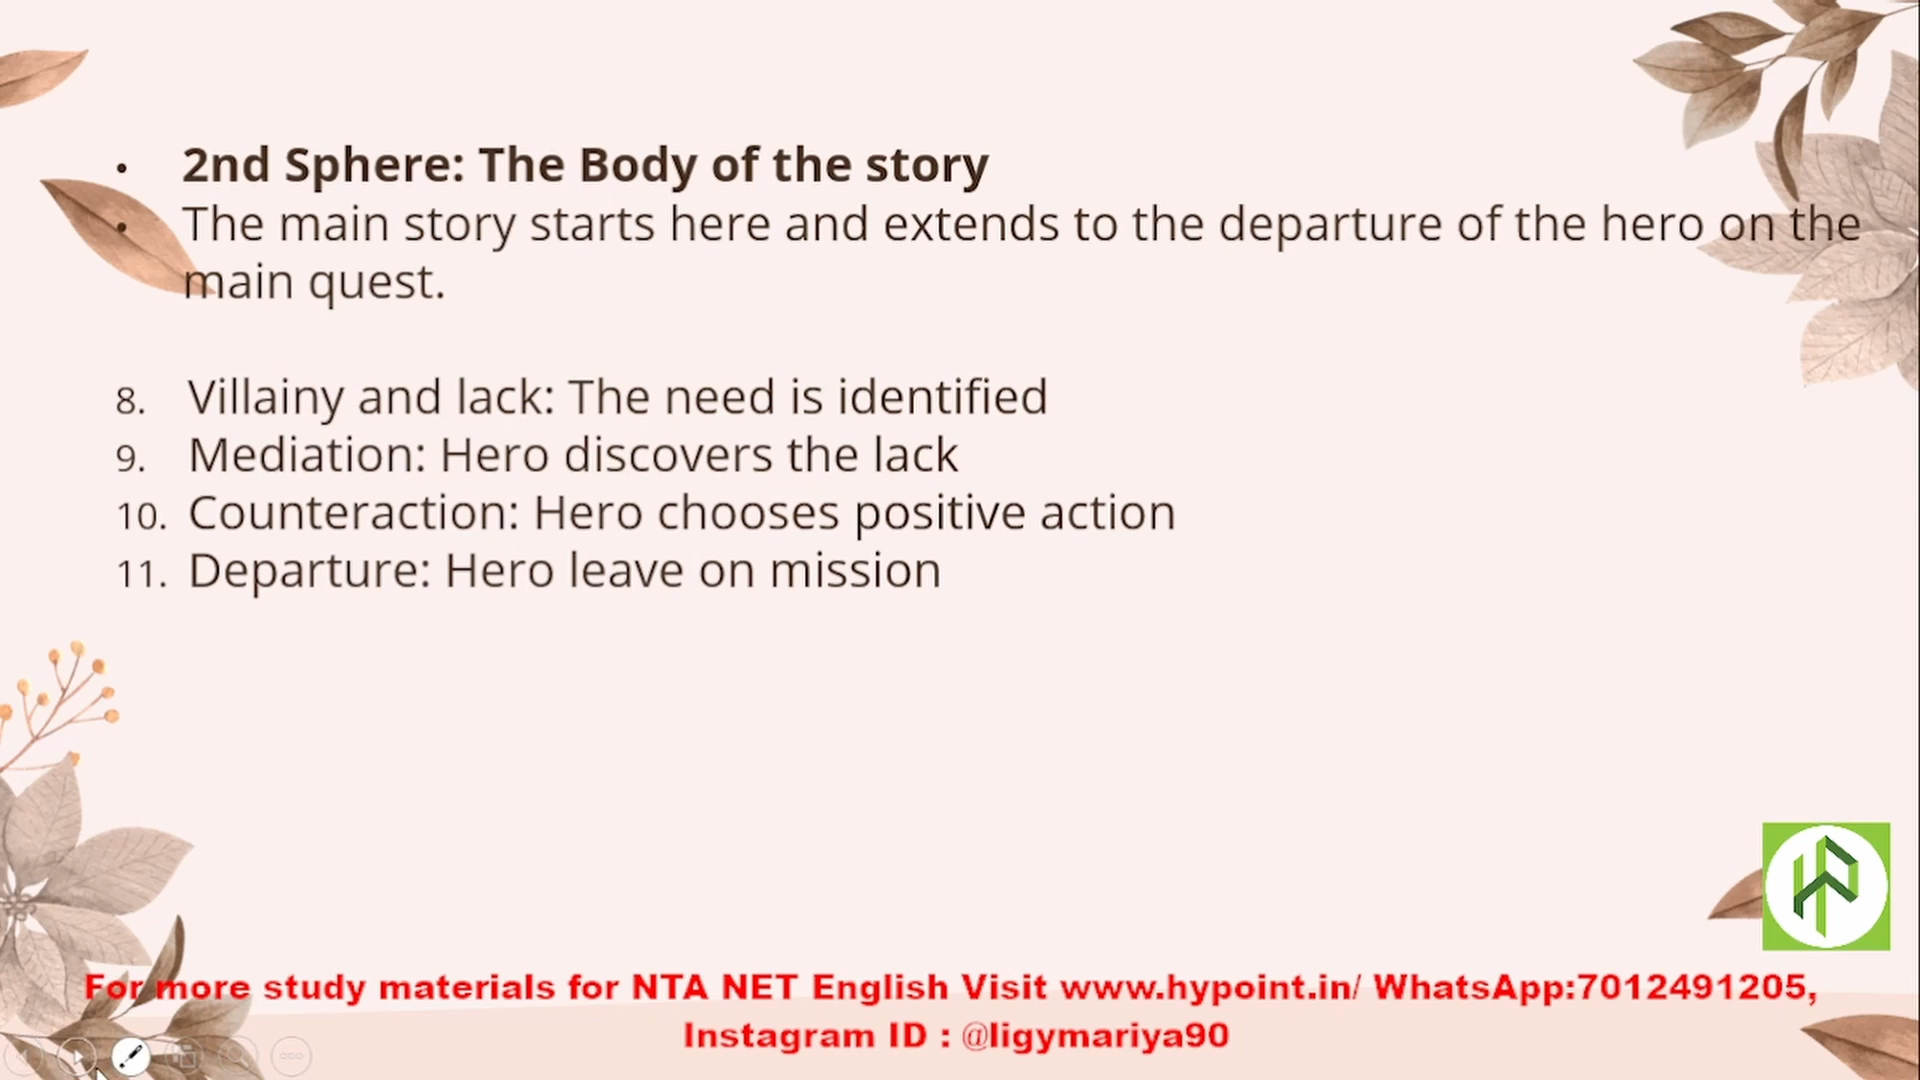 • 2nd Sphere: The Body of the story
• The main story starts here and extends to the departure of the hero on the
main quest.
8. Villainy and lack: The need is identified
9. Mediation: Hero discovers the lack
10. Counteraction: Hero chooses positive action
11. Departure: Hero leave on mission
For more study materials for NTA NET English Visit www.hypoint.in/ WhatsApp:7012491205,
Instagram ID : @ligymariya90